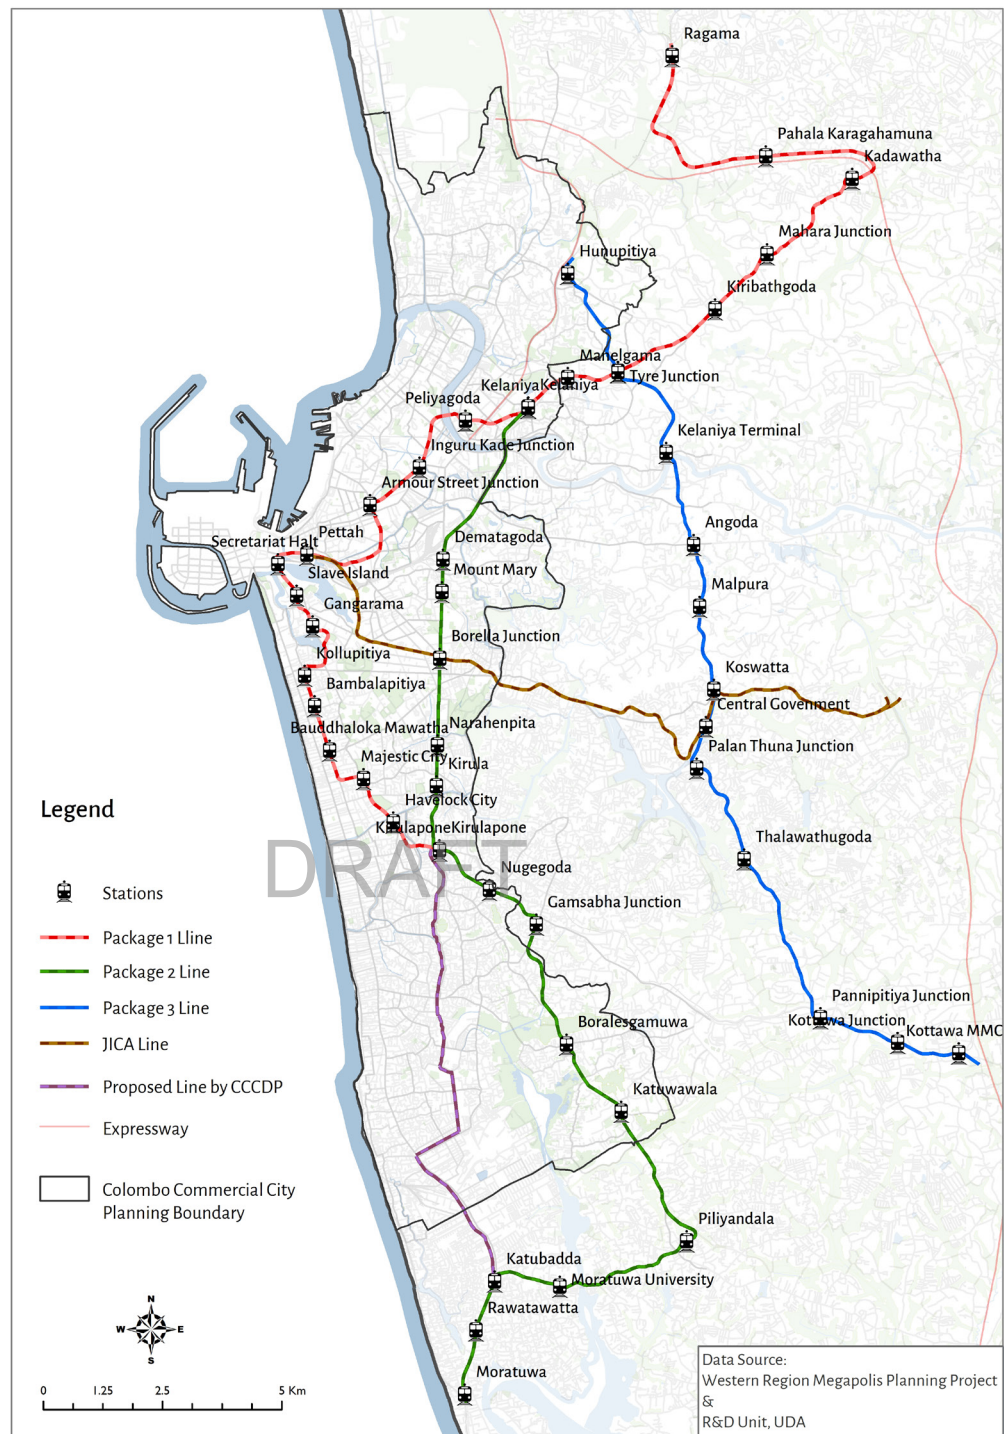 Ragama
Pahala Karagahamuna
Kadawatha
Mahara Junction
Hunupitiya
Kiribathgoda
Manelgama
Tyre Junction
KelaniyaKelaniya
Peliyagoda
Kelaniya Terminal
Inguru Kade Junction
Armour Street Junction
Angoda
Pettah
Secretariat Halt
Dematagoda
Mount Mary
Slave Island
Malpura
Gangarama
Borella Junction
Kollupitiya
Koswatta
Bambalapitiya
Central Govenment
Bauddhaloka Mawatha
Narahenpita
Palan Thuna Junction
Majestic City
Kirula
Havelock City
KirulaponeKirulapone
Thalawathugoda
DRAFT
Nugegoda
Gamsabha Junction
Pannipitiya Junction
Kottawa Junction
Kottawa MMC
Boralesgamuwa
Katuwawala
Piliyandala
Katubadda
Moratuwa University
Rawatawatta
Moratuwa
Legend
Stations
Package 1 Lline
Package 2 Line
Package 3 Line
JICA Line
Proposed Line by CCCDP
Expressway
Colombo Commercial City
Planning Boundary
N
W E
S
0 1.25 2.5 5 Km
Data Source:
Western Region Megapolis Planning Project
&
R&D Unit, UDA